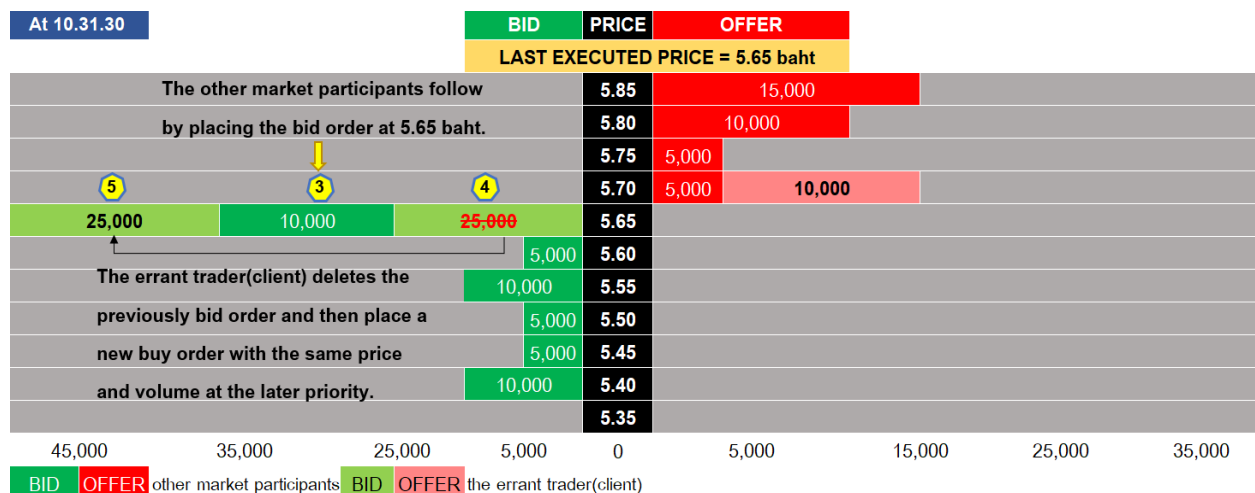 At 10.31.30 BID PRICE OFFER
LAST EXECUTED PRICE = 5.65 baht
The other market participants follow 5.85 15,000
by placing the bid order at 5.65 baht. 5.80 10,000
5.75 5,000
5 3 4 5.70 5,000 10,000
25,000 10,000 25,000 5.65
5,000 5.60
The errant trader(client) deletes the 10,000 5.55
previously bid order and then place a 5,000 5.50
new buy order with the same price 5,000 5.45
and volume at the later priority. 10,000 5.40
5.35
45,000 35,000 25,000 5,000 0 5,000 15,000 25,000 35,000
BID OFFER other market participants BID OFFER the errant trader(client)